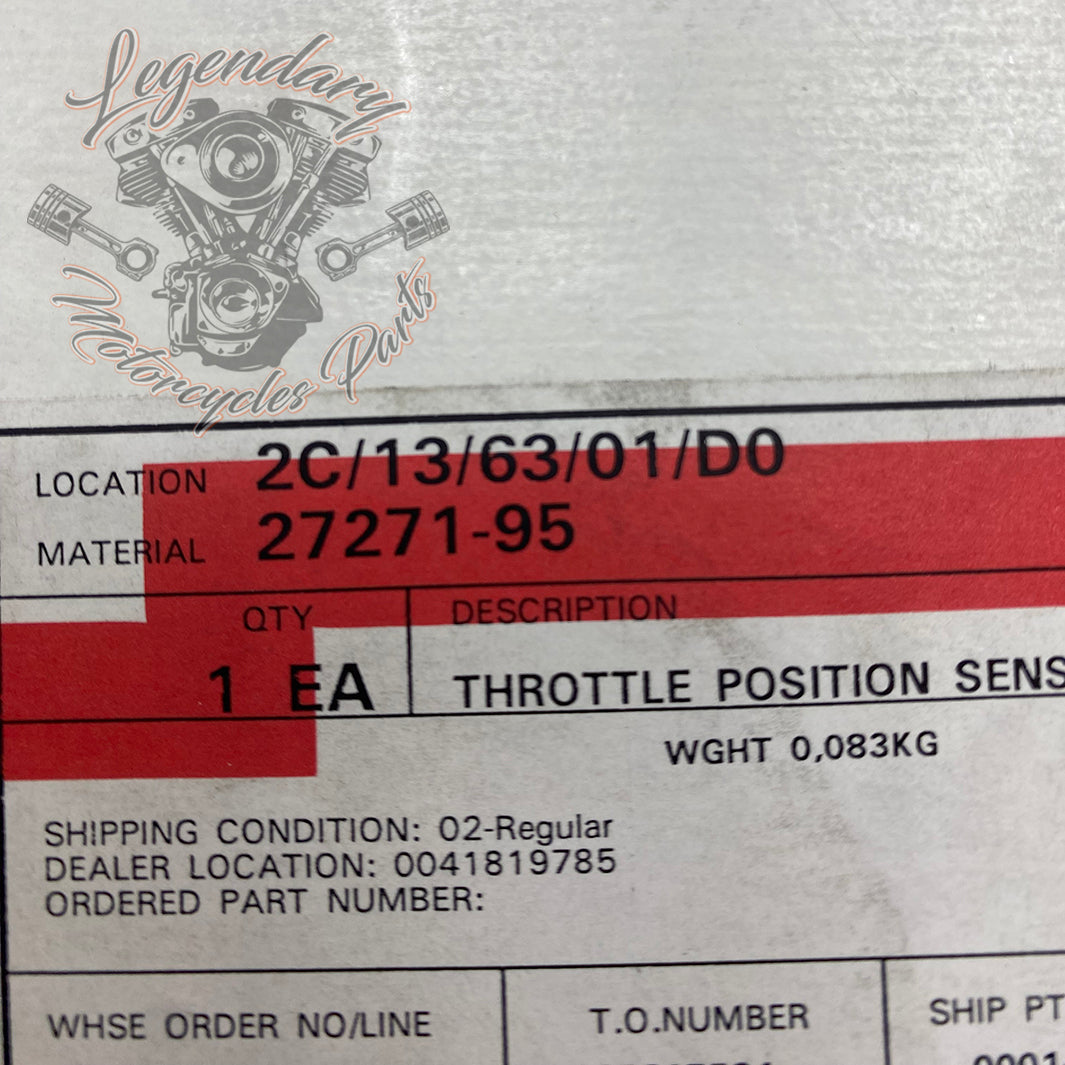 Legendary
Motorcycles Parts
LOCATION 2C/13/63/01/D0
MATERIAL 27271-95
QTY DESCRIPTION
1 EA THROTTLE POSITION SENS
WGHT 0,083KG
SHIPPING CONDITION: 02-Regular
DEALER LOCATION: 0041819785
ORDERED PART NUMBER:
WHSE ORDER NO/LINE T.O.NUMBER SHIP PT